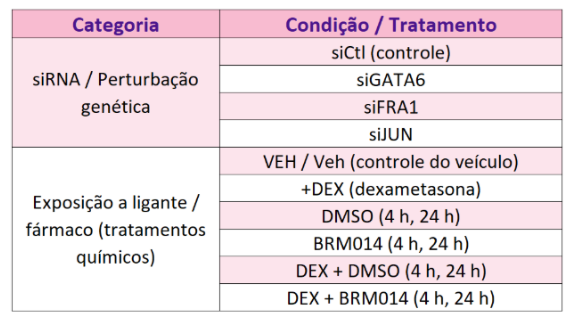 Categoria
Condição / Tratamento
siRNA / Perturbação
genética
siCtl (controle)
siGATA6
siFRA1
siJUN
Exposição a ligante /
fármaco (tratamentos
químicos)
VEH / Veh (controle do veículo)
+DEX (dexametasona)
DMSO (4 h, 24 h)
BRM014 (4 h, 24 h)
DEX + DMSO (4 h, 24 h)
DEX + BRM014 (4 h, 24 h)